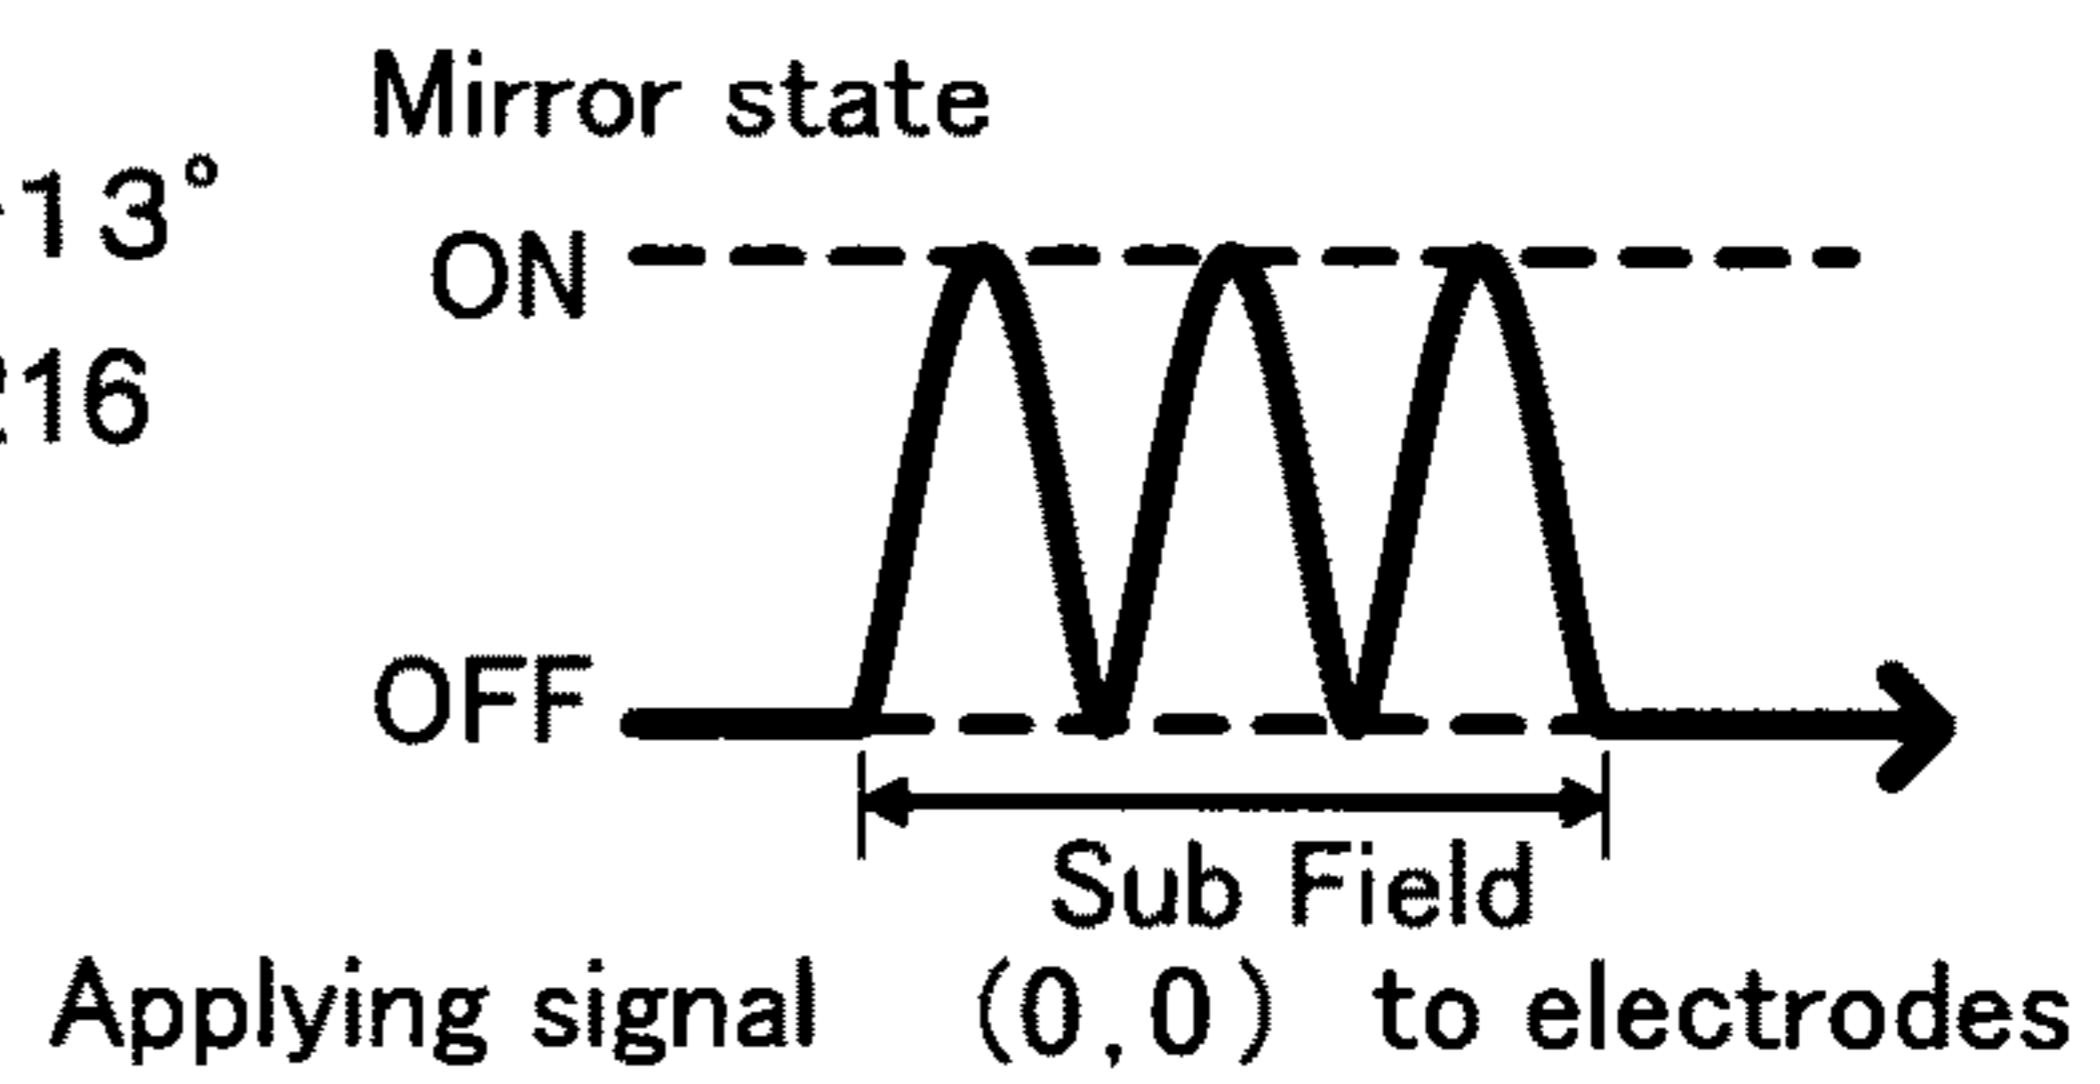 Mirror state
13°
ON
16
OFF
Sub Field
Applying signal (0,0) to electrodes